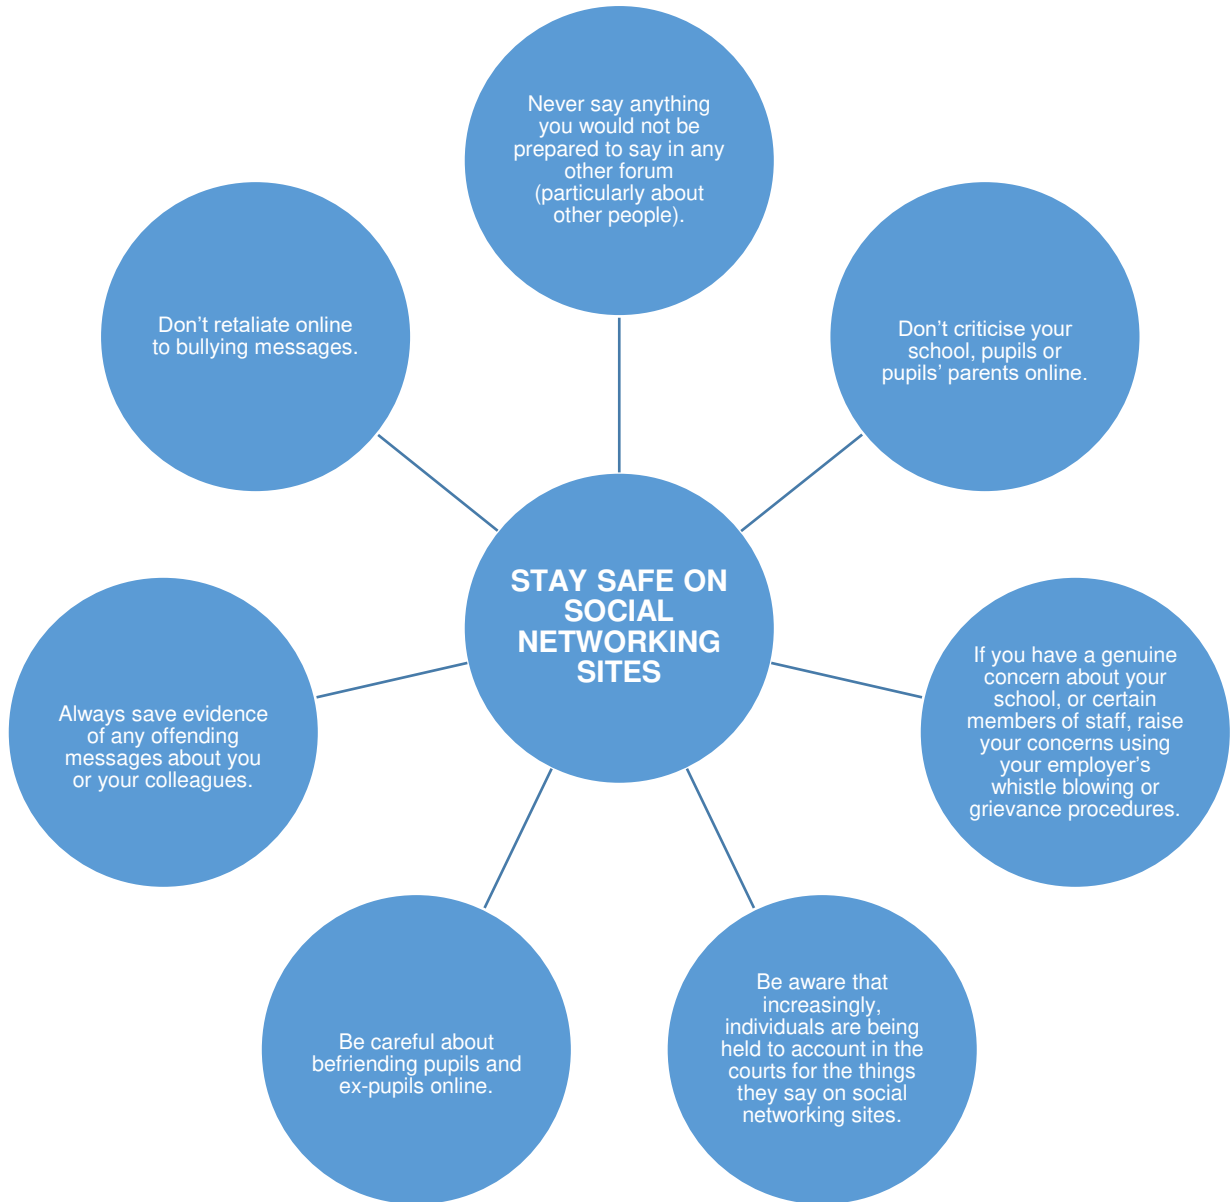 Never say anything
you would not be
prepared to say in any
other forum
(particularly about
other people).
Don’t criticise your
school, pupils or
pupils’ parents online.
If you have a genuine
concern about your
school, or certain
members of staff, raise
your concerns using
your employer’s
whistle blowing or
grievance procedures.
Be aware that
increasingly,
individuals are being
held to account in the
courts for the things
they say on social
networking sites.
Be careful about
befriending pupils and
ex-pupils online.
Always save evidence
of any offending
messages about you
or your colleagues.
Don’t retaliate online
to bullying messages.
STAY SAFE ON
SOCIAL
NETWORKING
SITES